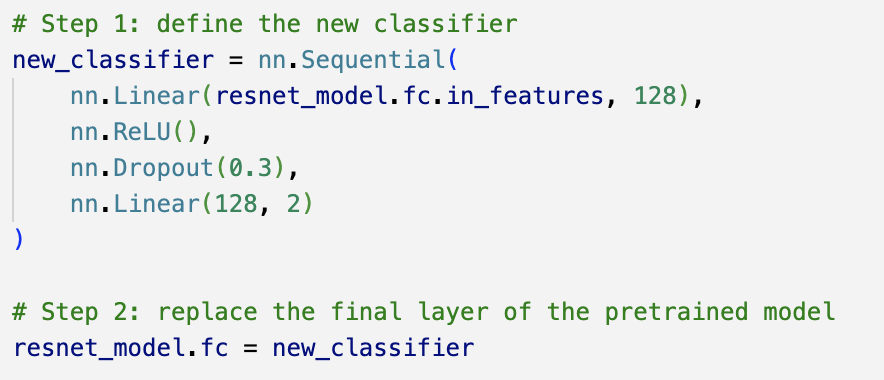 # Step 1: define the new classifier
new_classifier = nn.Sequential(
    nn.Linear(resnet_model.fc.in_features, 128),
    nn.ReLU(),
    nn.Dropout(0.3),
    nn.Linear(128, 2)
)

# Step 2: replace the final layer of the pretrained model
resnet_model.fc = new_classifier